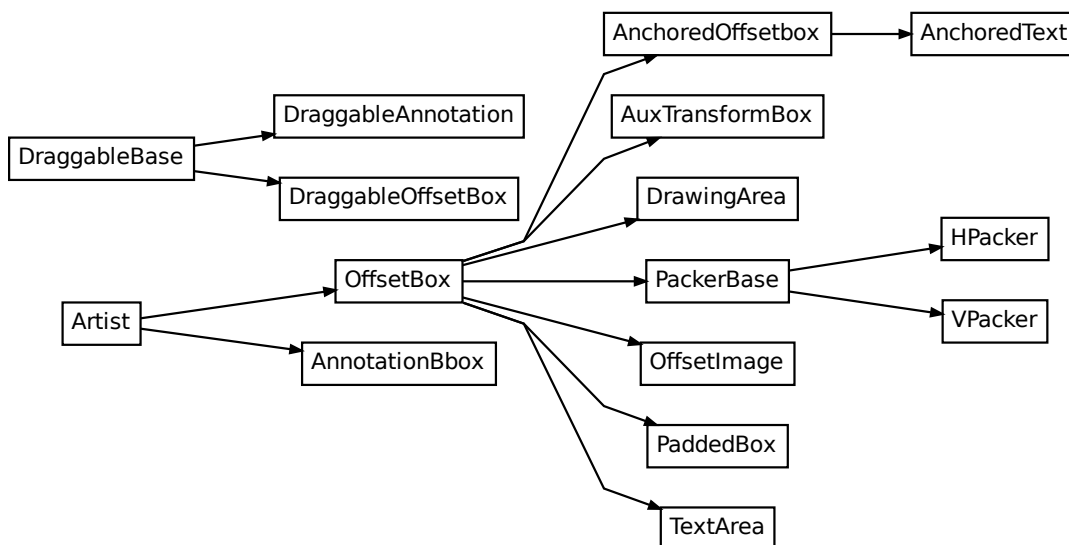 AnchoredOffsetbox
AnchoredText
DraggableAnnotation
AuxTransformBox
DraggableBase
DraggableOffsetBox
DrawingArea
HPacker
OffsetBox
PackerBase
Artist
VPacker
AnnotationBbox
OffsetImage
PaddedBox
TextArea